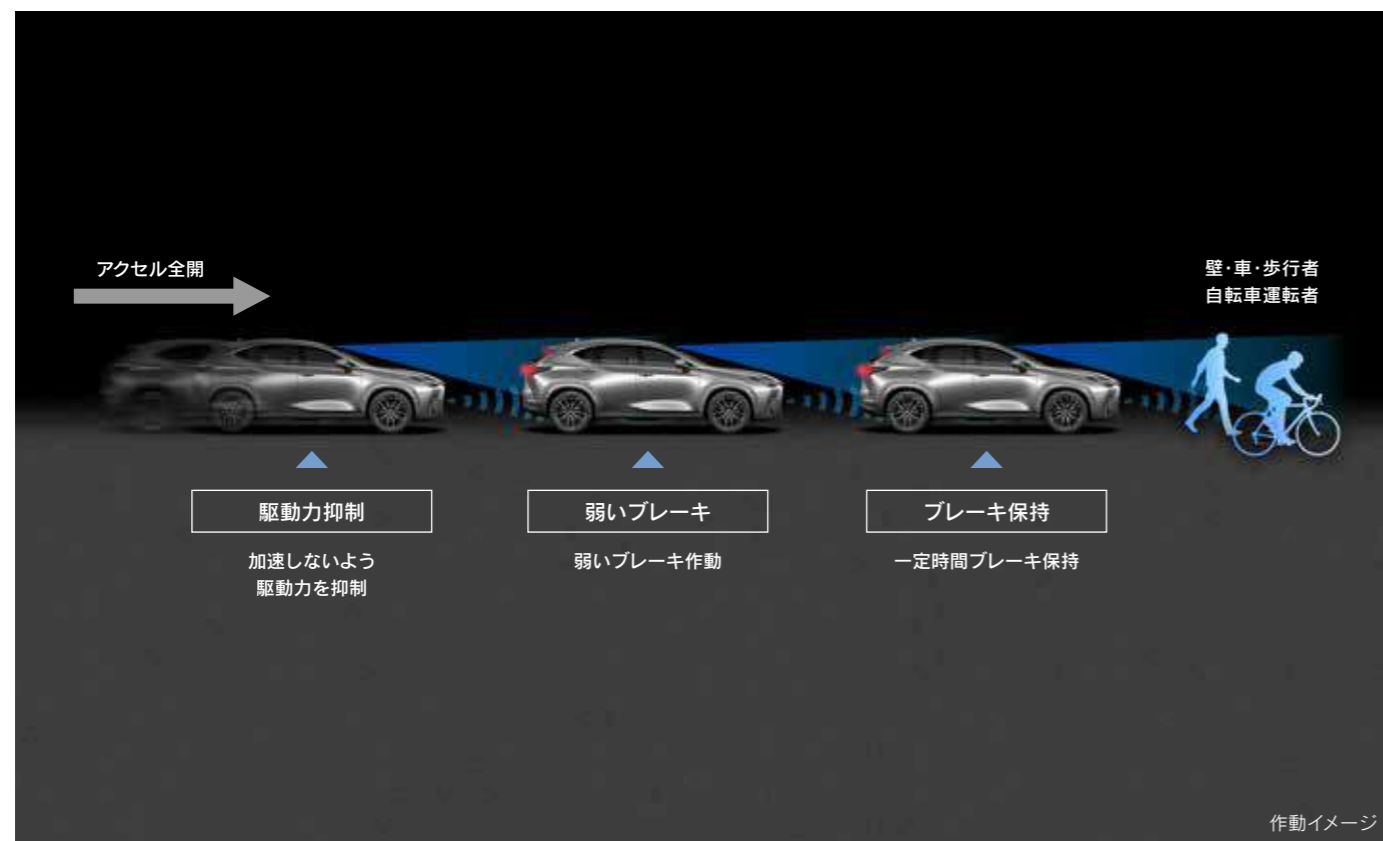 アクセル全開
壁・車・歩行者
自転車運転者
駆動力抑制
加速しないよう
駆動力を抑制
弱いブレーキ
弱いブレーキ作動
ブレーキ保持
一定時間ブレーキ保持
作動イメージ